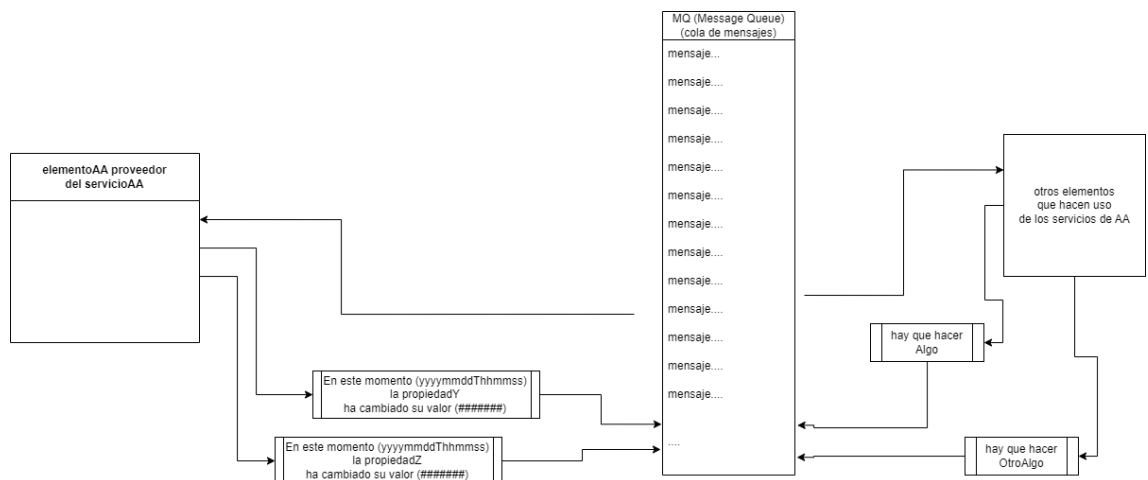 MQ (Message Queue)
(cola de mensajes)
mensaje...
mensaje....
mensaje....
mensaje....
mensaje....
mensaje....
mensaje....
mensaje....
mensaje....
mensaje....
mensaje....
mensaje....
mensaje....
....
elementoAA proveedor
del servicioAA
otros elementos
que hacen uso
de los servicios de AA
hay que hacer
Algo
En este momento (yyyymmddThhmmss)
la propiedadY
ha cambiado su valor (#######)
En este momento (yyyymmddThhmmss)
la propiedadZ
ha cambiado su valor (#######)
hay que hacer
OtroAlgo